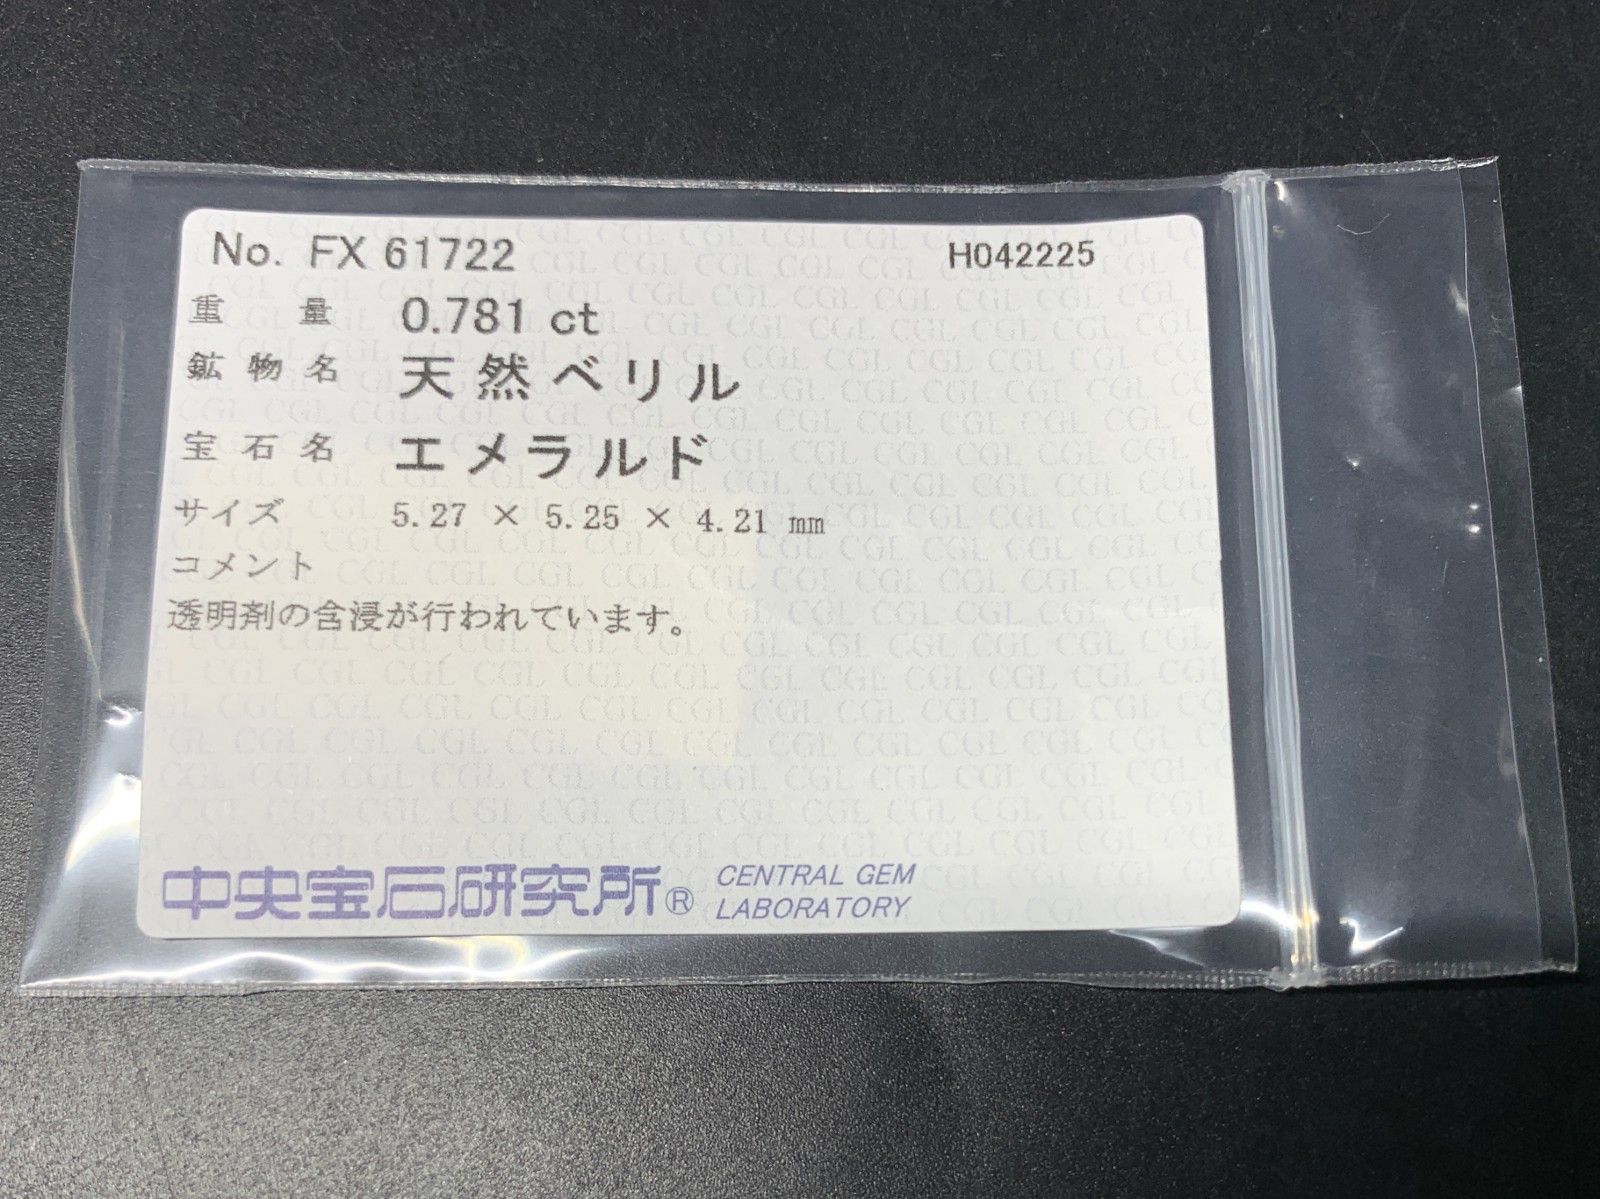 No. FX 61722 H042225
重量 0.781 ct
鉱物名 天然ベリル
宝石名 エメラルド
サイズ 5.27 × 5.25 × 4.21 mm
コメント
透明剤の含浸が行われています。
中央宝石研究所® CENTRAL GEM
LABORATORY